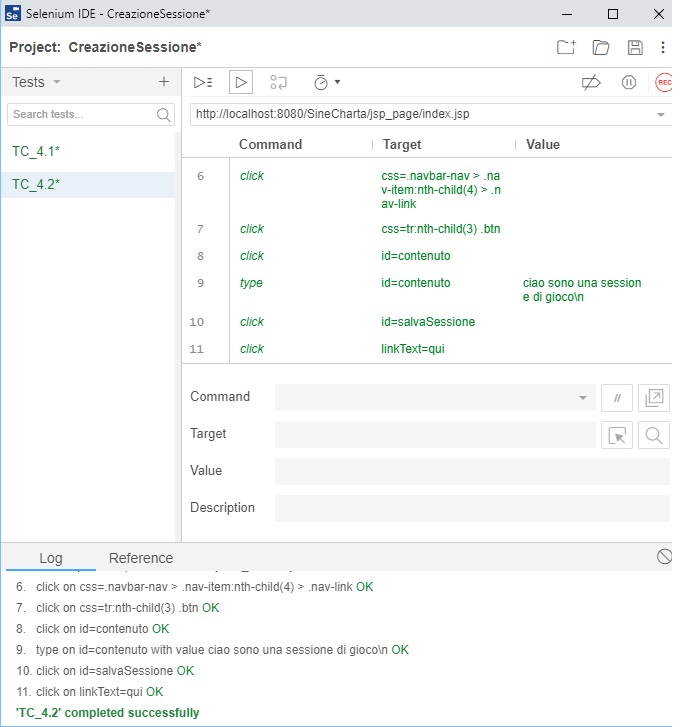 Selenium IDE - CreazioneSessione*
Project: CreazioneSessione*
Tests
Search tests...
TC_4.1*
TC_4.2*
REC
http://localhost:8080/SineCharta/jsp_page/index.jsp
Command Target Value
6 click css=.navbar-nav > .na
v-item:nth-child(4) > .n
av-link
7 click css=tr:nth-child(3) .btn
8 click id=contenuto
9 type id=contenuto ciao sono una session
e di gioco\n
10 click id=salvaSessione
11 click linkText=qui
Command //
Target
Value
Description
Log Reference
6. click on css=.navbar-nav > .nav-item:nth-child(4) > .nav-link OK
7. click on css=tr:nth-child(3) .btn OK
8. click on id=contenuto OK
9. type on id=contenuto with value ciao sono una sessione di gioco\n OK
10. click on id=salvaSessione OK
11. click on linkText=qui OK
'TC_4.2' completed successfully